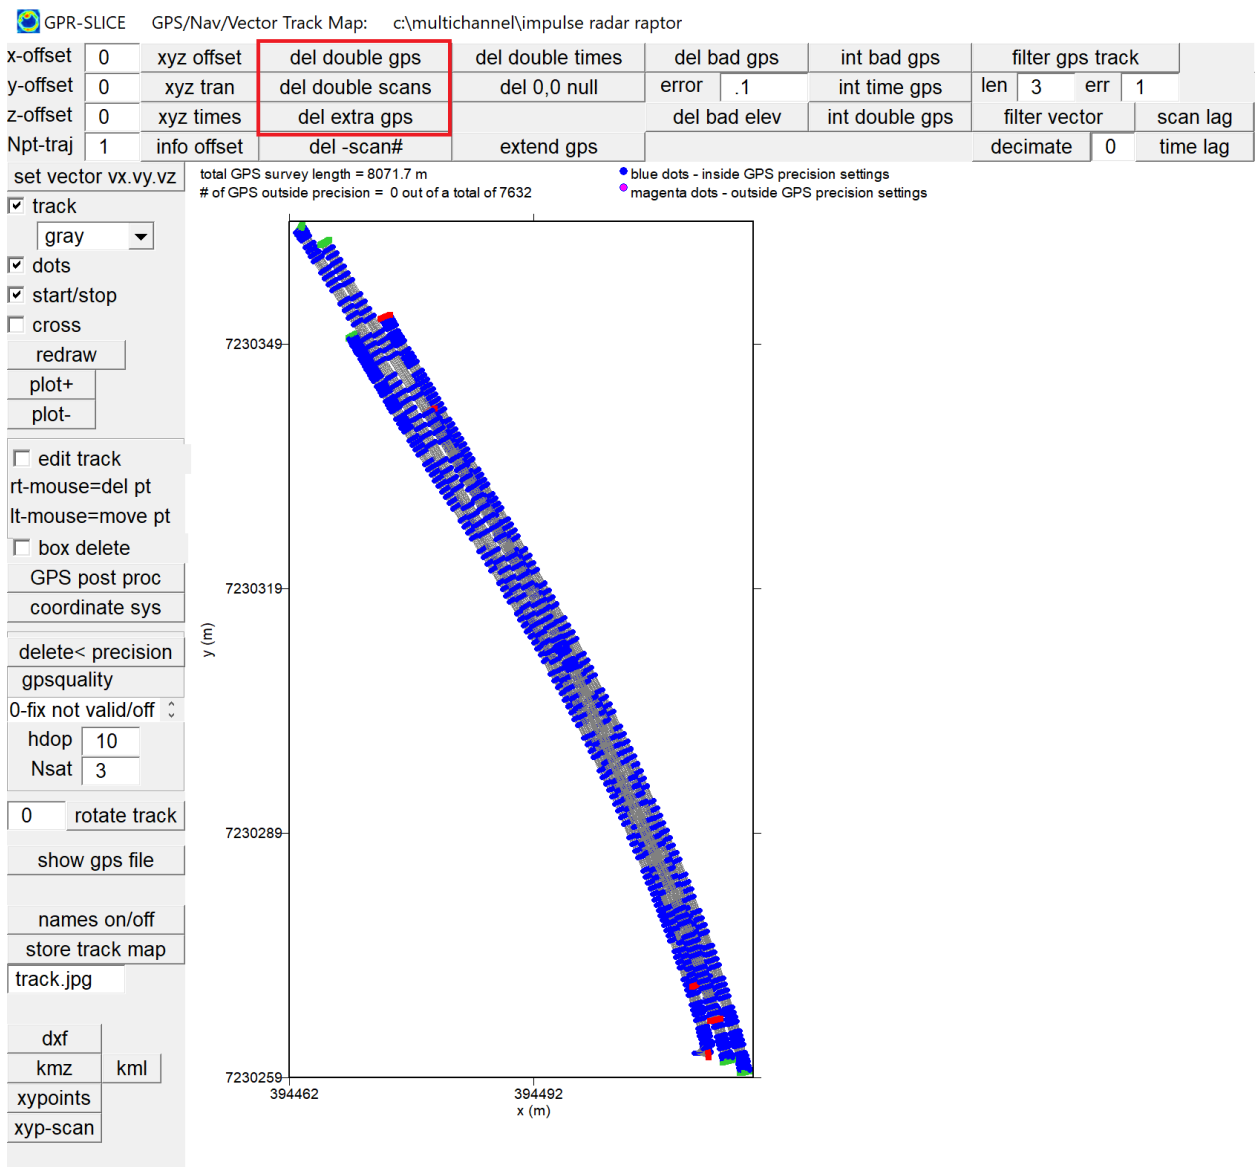 GPR-SLICE GPS/Nav/Vector Track Map: c:\multichannel\impulse radar raptor
x-offset 0 xyz offset del double gps del double times del bad gps int bad gps filter gps track
y-offset 0 xyz tran del double scans del 0,0 null error .1 int time gps len 3 err 1
z-offset 0 xyz times del extra gps del bad elev int double gps filter vector scan lag
Npt-traj 1 info offset del -scan# extend gps decimate 0 time lag
set vector vx.vy.vz
total GPS survey length = 8071.7 m
blue dots - inside GPS precision settings
# of GPS outside precision = 0 out of a total of 7632
magenta dots - outside GPS precision settings
track
gray
dots
start/stop
cross
redraw
plot+
plot-
edit track
rt-mouse=del pt
lt-mouse=move pt
box delete
GPS post proc
coordinate sys
delete< precision
gpsquality
0-fix not valid/off
hdop 10
Nsat 3
0 rotate track
show gps file
names on/off
store track map
track.jpg
dxf
kmz kml
xypoints
xyp-scan
7230349
7230319
y (m)
7230289
7230259
394462 394492
x (m)